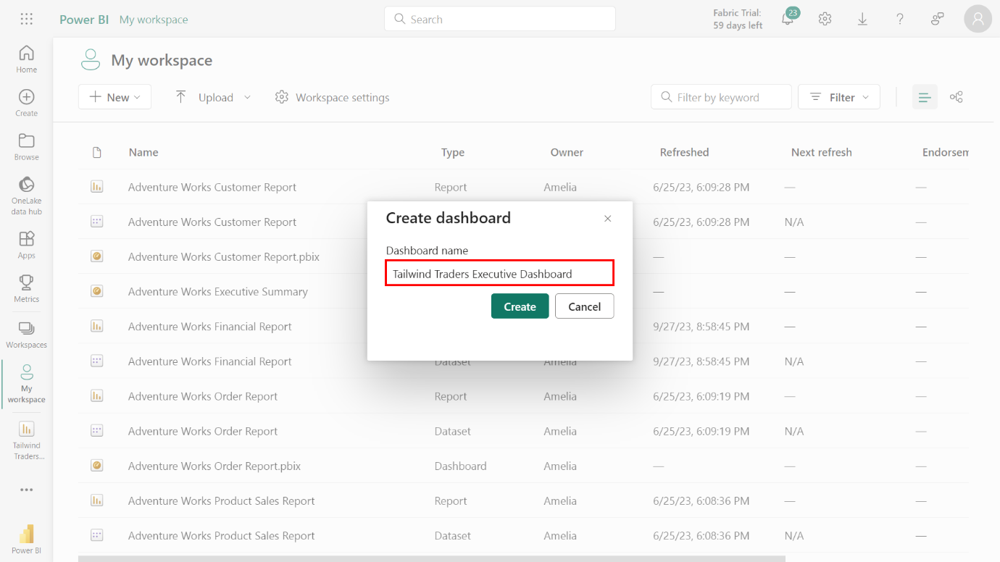 Power BI My workspace
Search
Fabric Trial:
59 days left
23
Home
Create
Browse
OneLake
data hub
Apps
Metrics
Workspaces
My
workspace
Tailwind
Traders...
Power BI
My workspace
New
Upload
Workspace settings
Filter by keyword
Filter
Name Type Owner Refreshed Next refresh Endorsem
Adventure Works Customer Report Report Amelia 6/25/23, 6:09:28 PM — —
Adventure Works Customer Report 6/25/23, 6:09:28 PM N/A —
Adventure Works Customer Report.pbix — — —
Adventure Works Executive Summary — — —
Adventure Works Financial Report 9/27/23, 8:58:45 PM — —
Adventure Works Financial Report Dataset Amelia 9/27/23, 8:58:45 PM N/A —
Adventure Works Order Report Report Amelia 6/25/23, 6:09:19 PM — —
Adventure Works Order Report Dataset Amelia 6/25/23, 6:09:19 PM N/A —
Adventure Works Order Report.pbix Dashboard Amelia — — —
Adventure Works Product Sales Report Report Amelia 6/25/23, 6:08:36 PM — —
Adventure Works Product Sales Report Dataset Amelia 6/25/23, 6:08:36 PM N/A —
Create dashboard
Dashboard name
Tailwind Traders Executive Dashboard
Create Cancel